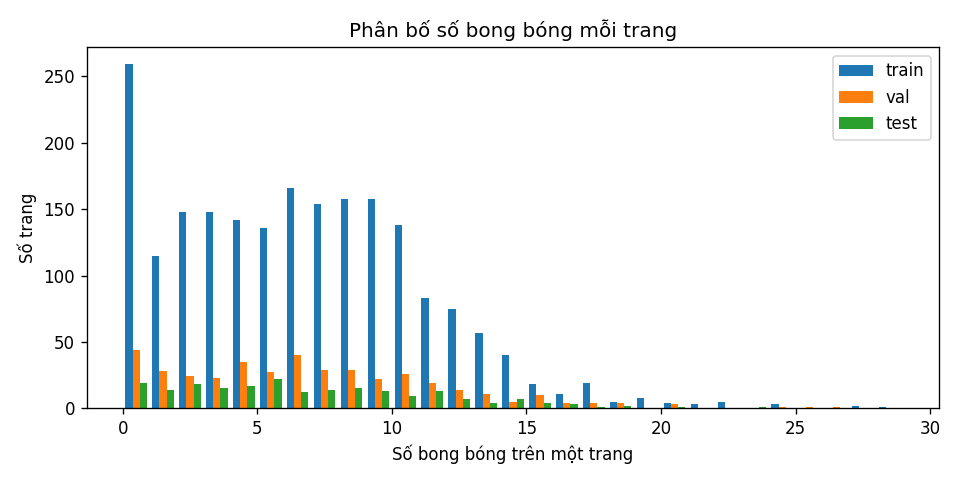 Phân bố số bong bóng mỗi trang
train
val
test
Số trang
250
200
150
100
50
0
0 5 10 15 20 25 30
Số bong bóng trên một trang